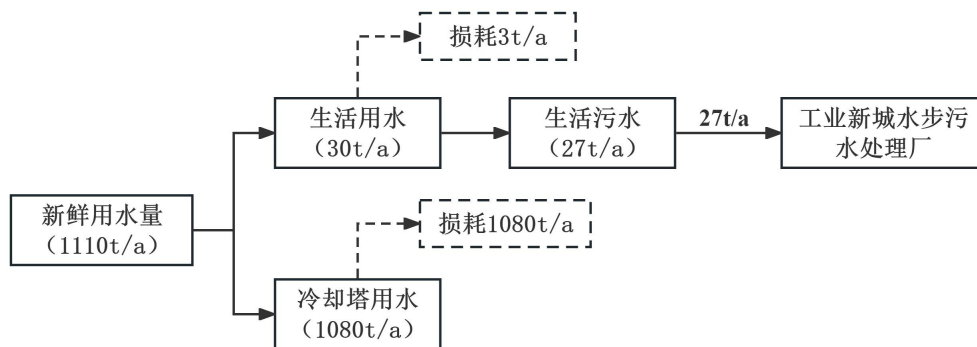 损耗3t/a
生活用水
（30t/a）
生活污水
（27t/a）
27t/a
工业新城水步污
水处理厂
新鲜用水量
（1110t/a）
损耗1080t/a
冷却塔用水
（1080t/a）